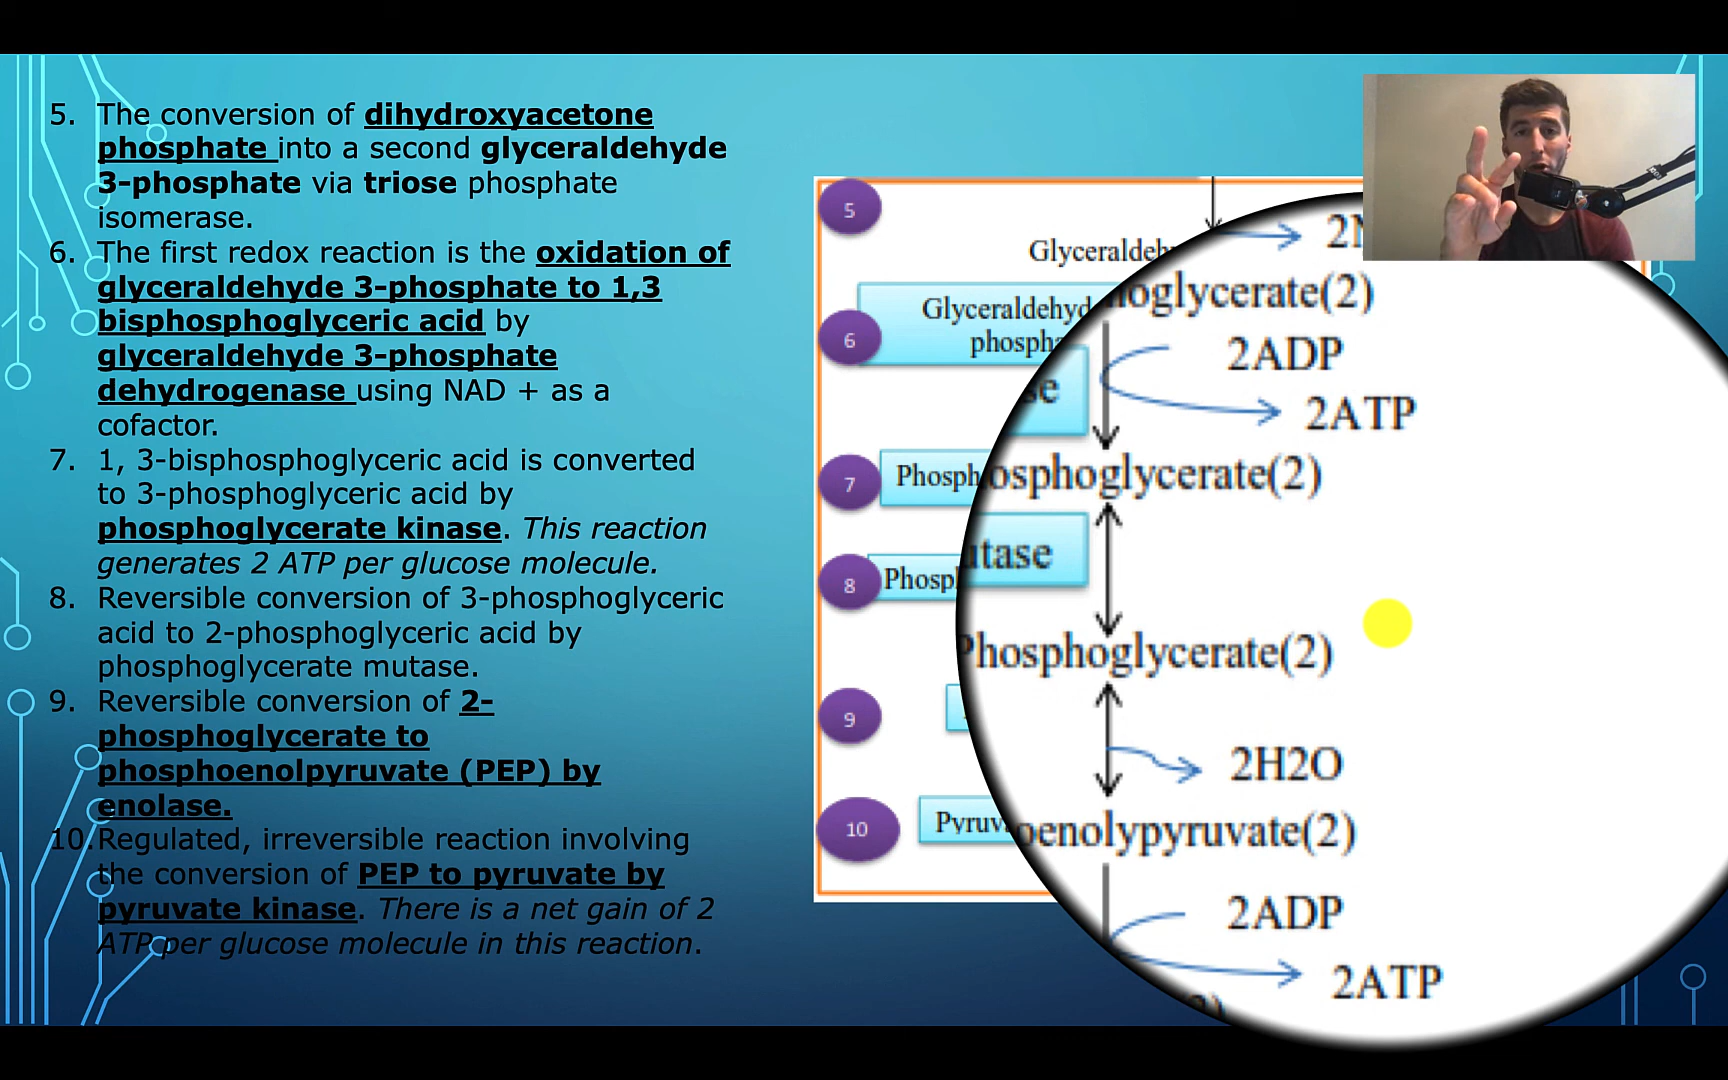 5. The conversion of dihydroxyacetone
phosphate into a second glyceraldehyde
3-phosphate via triose phosphate
isomerase.
6. The first redox reaction is the oxidation of
glyceraldehyde 3-phosphate to 1,3
bisphosphoglyceric acid by
glyceraldehyde 3-phosphate
dehydrogenase using NAD + as a
cofactor.
7. 1, 3-bisphosphoglyceric acid is converted
to 3-phosphoglyceric acid by
phosphoglycerate kinase. This reaction
generates 2 ATP per glucose molecule.
8. Reversible conversion of 3-phosphoglyceric
acid to 2-phosphoglyceric acid by
phosphoglycerate mutase.
9. Reversible conversion of 2-
phosphoglycerate to
phosphoenolpyruvate (PEP) by
enolase.
10. Regulated, irreversible reaction involving
the conversion of PEP to pyruvate by
pyruvate kinase. There is a net gain of 2
ATP per glucose molecule in this reaction.
5
Glyceraldeh
2N
6
Glyceraldehyd
phospha
hoglycerate(2)
2ADP
se
2ATP
7
Phosph
osphoglycerate(2)
8
Phosp
utase
Phosphoglycerate(2)
9
2H2O
10
Pyruv
oenolypyruvate(2)
2ADP
2ATP
(2)